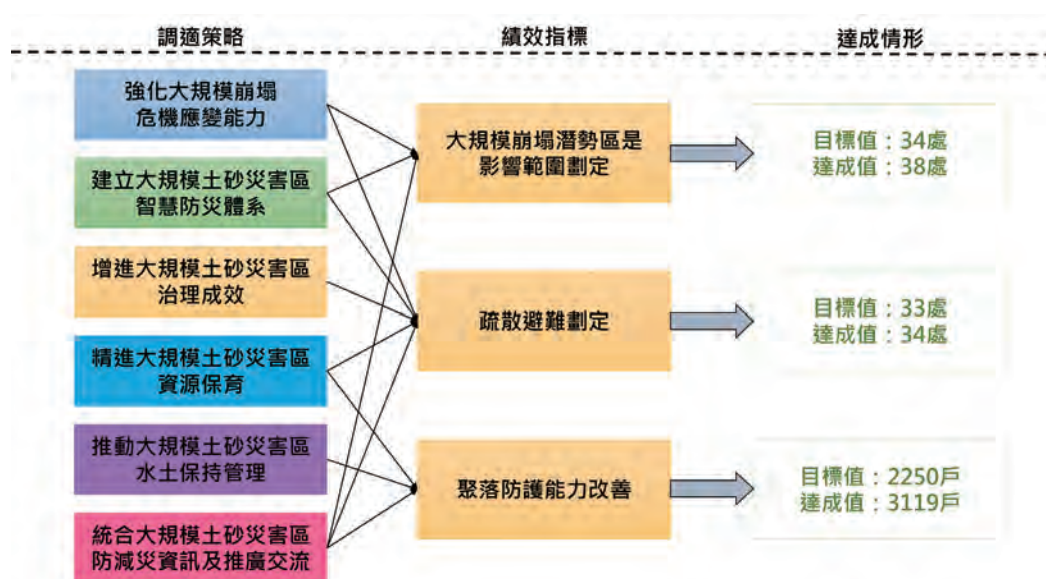 調適策略
績效指標
達成情形
強化大規模崩塌
危機應變能力
建立大規模土砂災害區
智慧防災體系
增進大規模土砂災害區
治理成效
精進大規模土砂災害區
資源保育
推動大規模土砂災害區
水土保持管理
統合大規模土砂災害區
防減災資訊及推廣交流
大規模崩塌潛勢區是
影響範圍劃定
疏散避難劃定
聚落防護能力改善
目標值：34處
達成值：38處
目標值：33處
達成值：34處
目標值：2250戶
達成值：3119戶